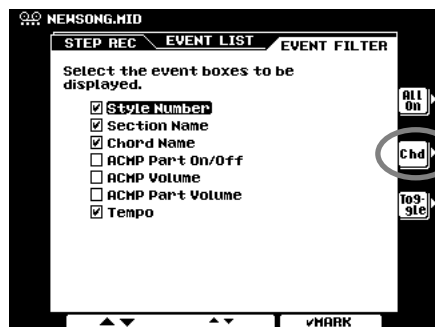 NEWSONG.MID
STEP REC EVENT LIST EVENT FILTER
Select the event boxes to be
displayed.
Style Number
Section Name
Chord Name
ACMP Part On/Off
ACMP Volume
ACMP Part Volume
Tempo
ALL
On
Chd
Tog-
gle
MARK